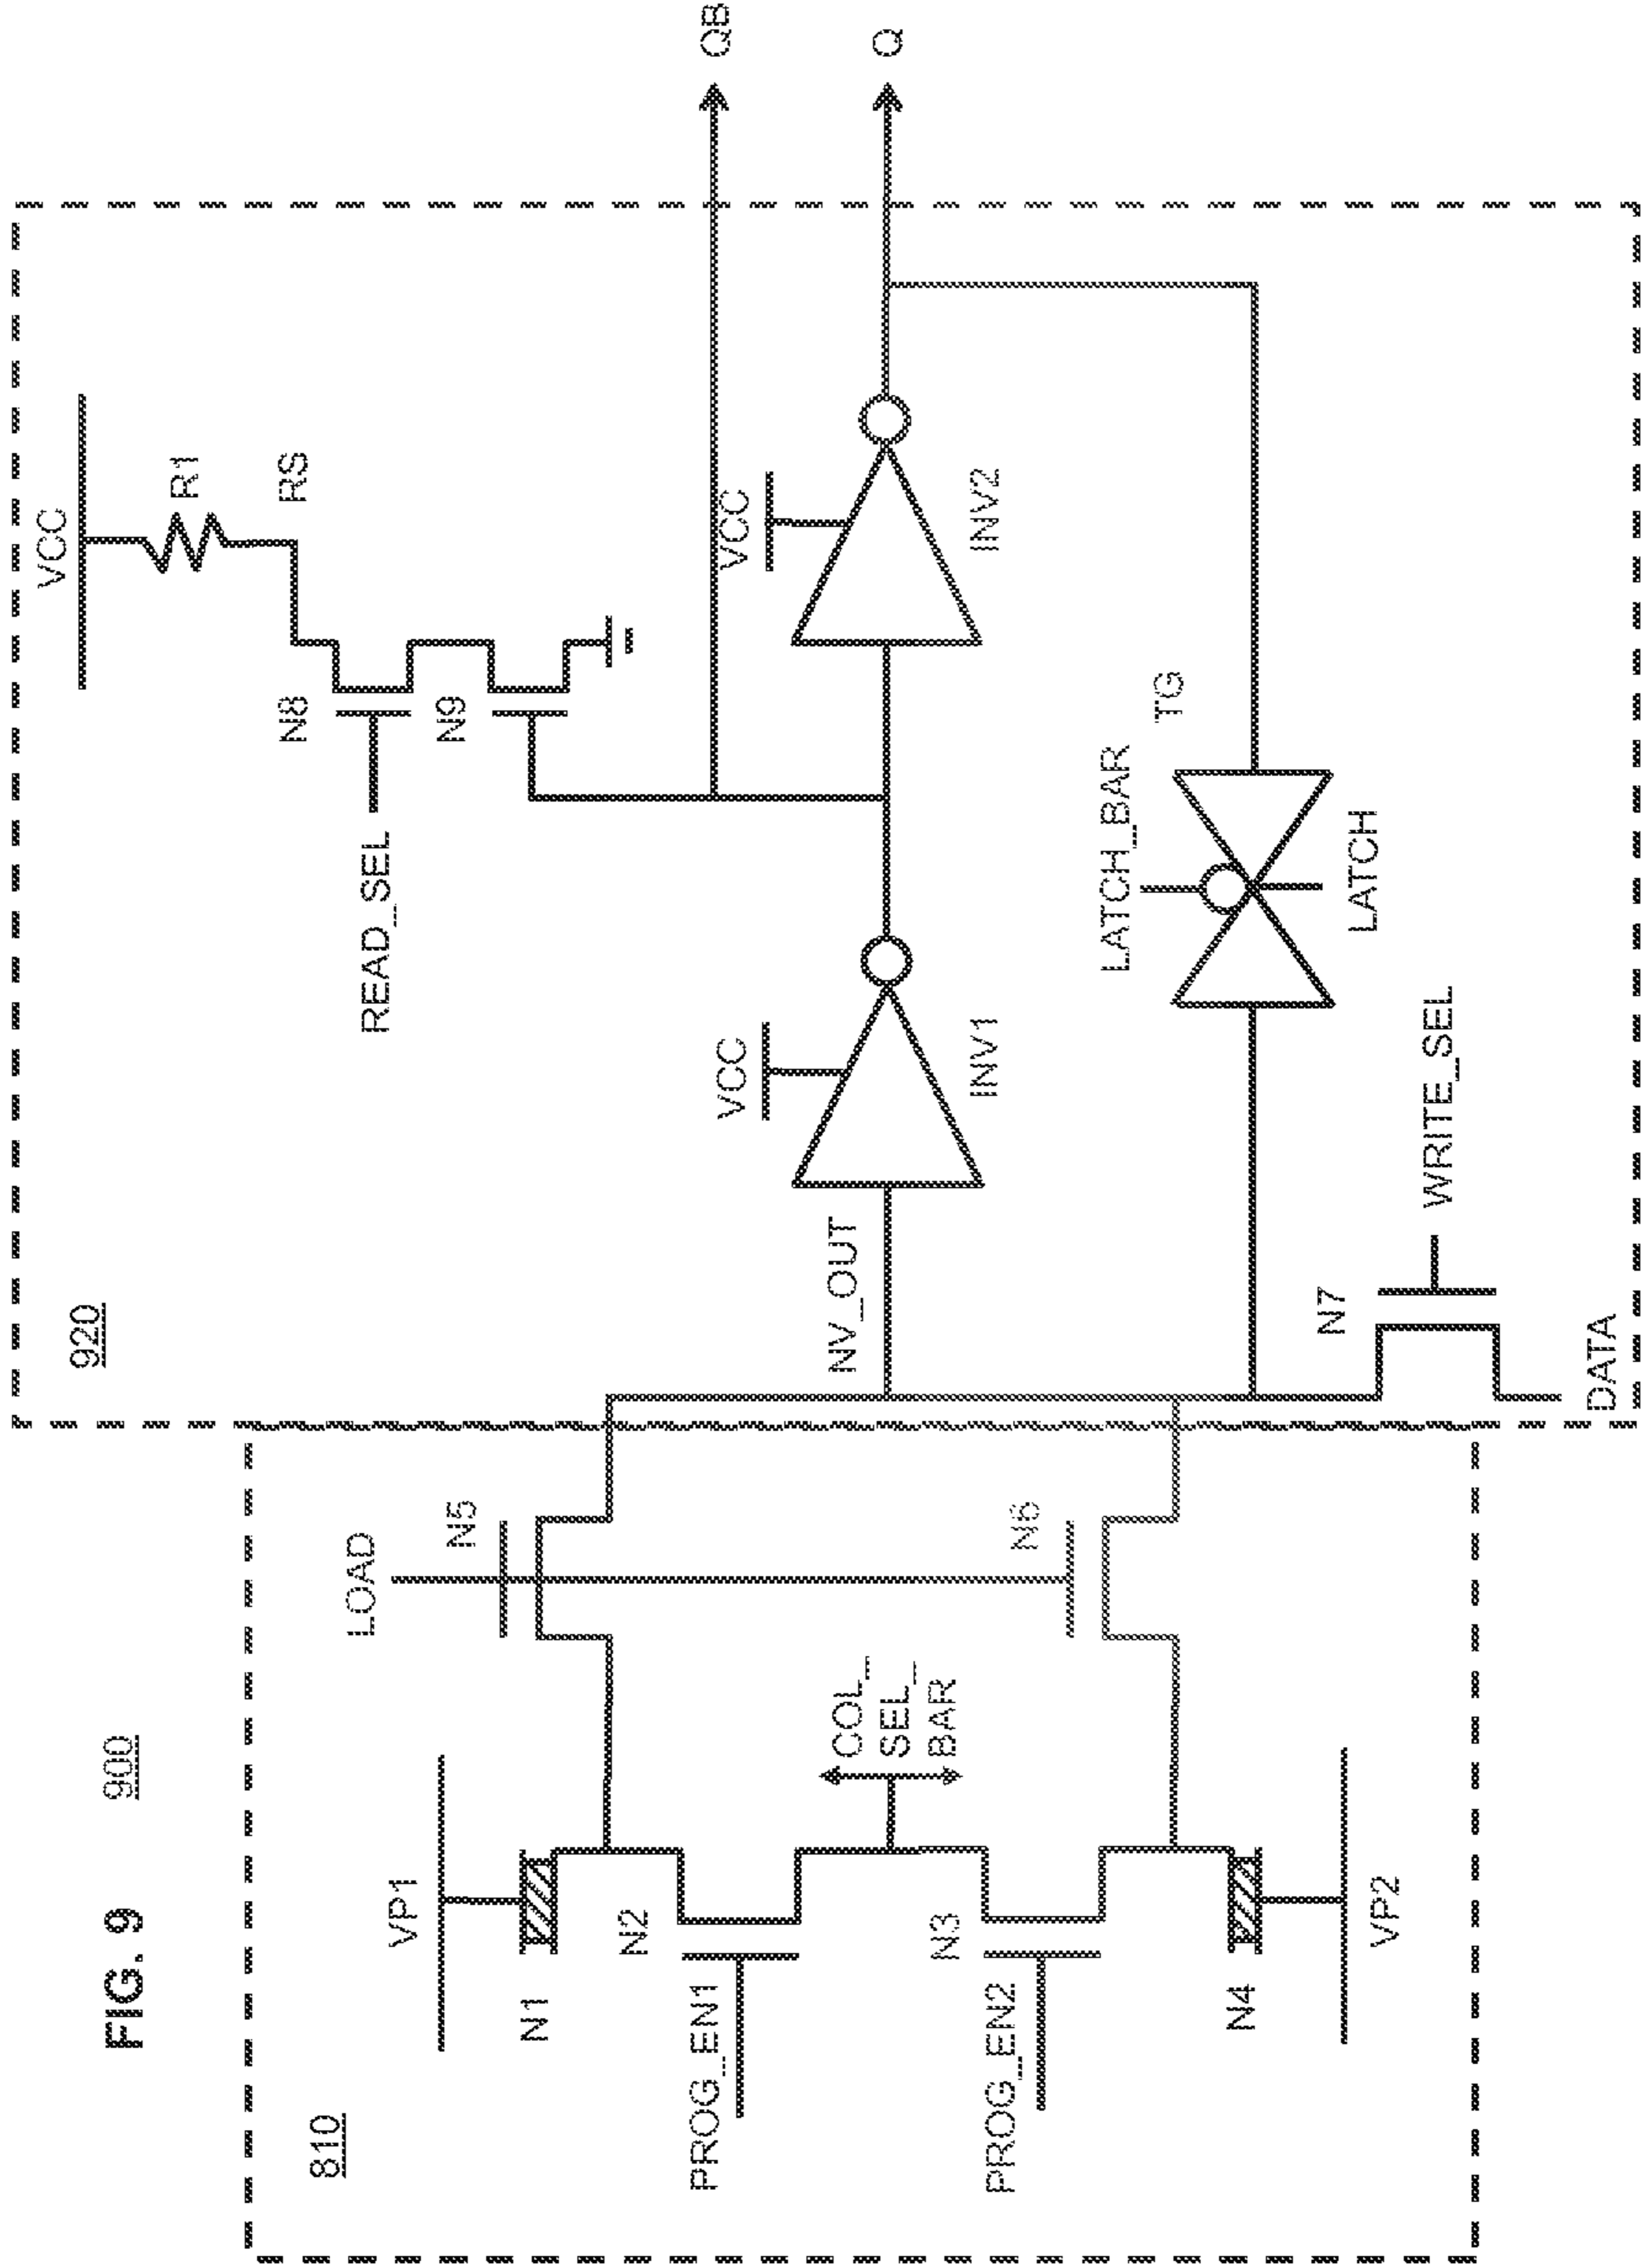 FIG. 9
900
810
920
VP1
N1
N2
PROG_EN1
COL_
SEL_
BAR
N3
PROG_EN2
N4
VP2
LOAD
N5
N6
NV_OUT
VCC
INV1
READ_SEL
N8
N9
VCC
R1
RS
VCC
INV2
QB
Q
LATCH_BAR
TG
LATCH
N7
WRITE_SEL
DATA